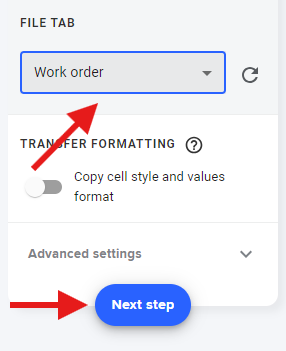 FILE TAB
Work order
TRANSFER FORMATTING
Copy cell style and values
format
Advanced settings
Next step